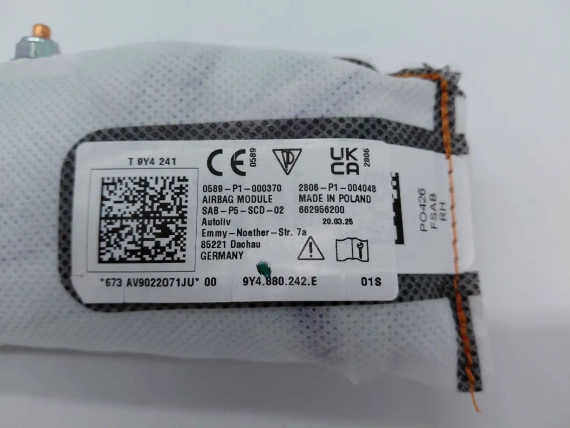 T 9Y4 241
CE 0589
UK CA 2806
0589-P1-000370 2806-P1-004048
AIRBAG MODULE MADE IN POLAND
SAB-P5-SCD-02 662956200
Autoliv 20.03.25
Emmy-Noether-Str. 7a
85221 Dachau
GERMANY
*673 AV9022071JU* 00 9Y4.880.242.E 01S
PO426
FSAB
RH